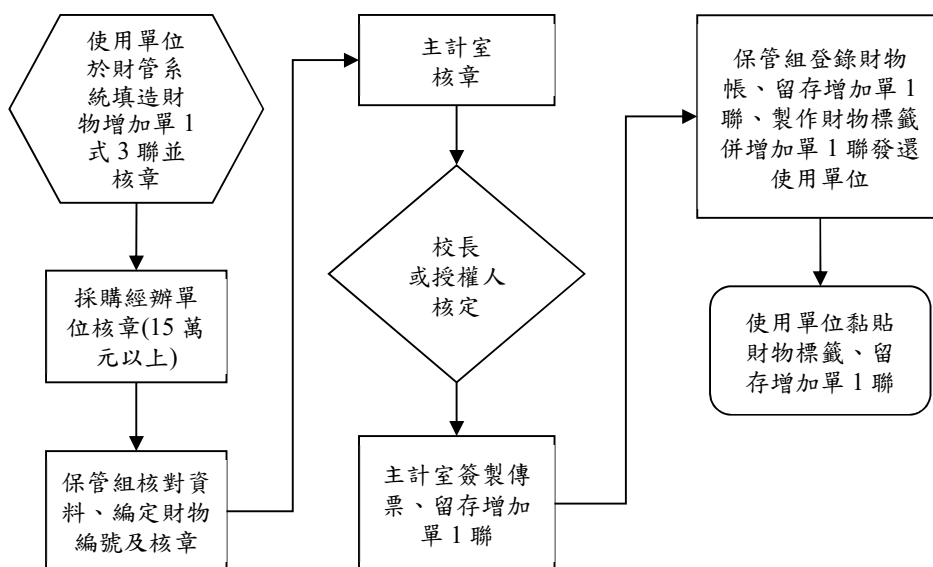 使用單位
於財管系
統填造財
物增加單 1
式 3 聯並
核章
採購經辦單
位核章(15 萬
元以上)
保管組核對資
料、編定財物
編號及核章
主計室
核章
校長
或授權人
核定
主計室簽製傳
票、留存增加
單 1 聯
保管組登錄財物
帳、留存增加單 1
聯、製作財物標籤
併增加單 1 聯發還
使用單位
使用單位黏貼
財物標籤、留
存增加單 1 聯